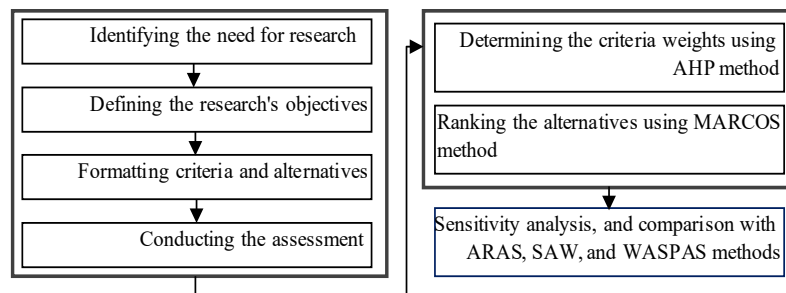 Identifying the need for research
Defining the research's objectives
Formatting criteria and alternatives
Conducting the assessment
Determining the criteria weights using
AHP method
Ranking the alternatives using MARCOS
method
Sensitivity analysis, and comparison with
ARAS, SAW, and WASPAS methods